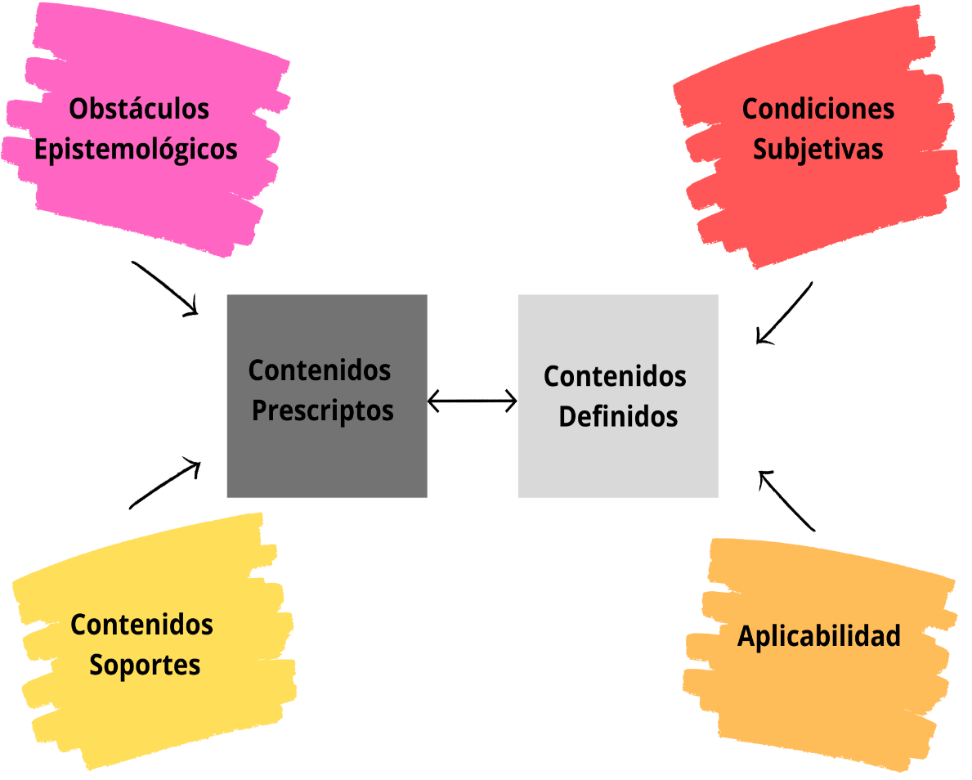 Obstáculos
Epistemológicos
Condiciones
Subjetivas
Contenidos
Prescriptos
Contenidos
Definidos
Contenidos
Soportes
Aplicabilidad